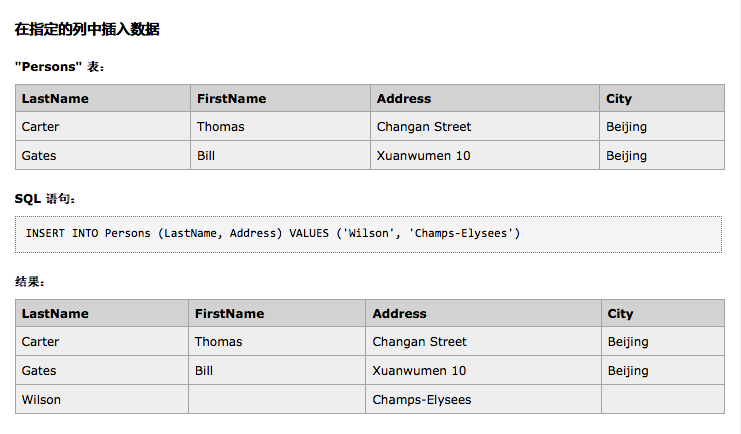 在指定的列中插入数据
"Persons" 表：
LastName FirstName Address City
Carter Thomas Changan Street Beijing
Gates Bill Xuanwumen 10 Beijing
SQL 语句：
INSERT INTO Persons (LastName, Address) VALUES ('Wilson', 'Champs-Elysees')
结果：
LastName FirstName Address City
Carter Thomas Changan Street Beijing
Gates Bill Xuanwumen 10 Beijing
Wilson Champs-Elysees